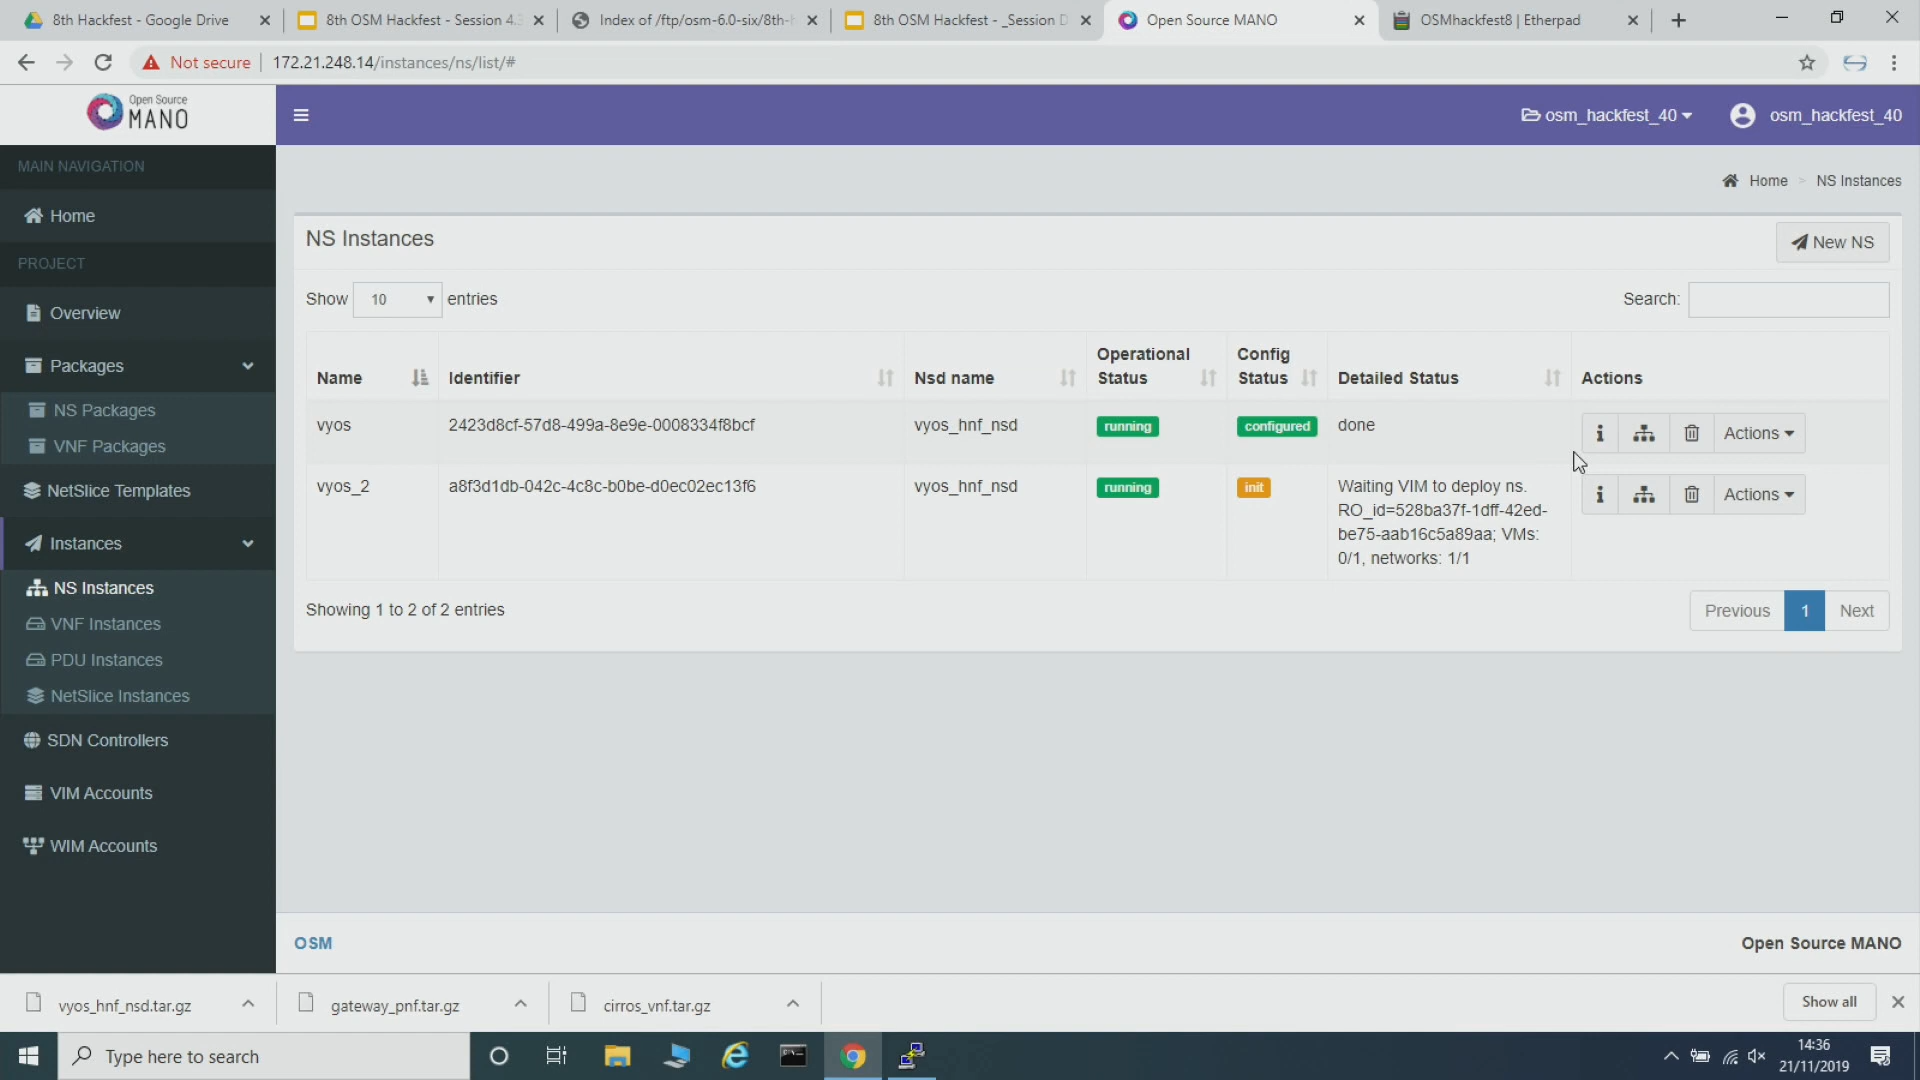 8th Hackfest - Google Drive
8th OSM Hackfest - Session 4.
Index of /ftp/osm-6.0-six/8th-
8th OSM Hackfest - _Session D
Open Source MANO
OSMhackfest8 | Etherpad
Not secure
172.21.248.14/instances/ns/list/#
Open Source
MANO
osm_hackfest_40
osm_hackfest_40
MAIN NAVIGATION
Home
PROJECT
Overview
Packages
NS Packages
VNF Packages
NetSlice Templates
Instances
NS Instances
VNF Instances
PDU Instances
NetSlice Instances
SDN Controllers
VIM Accounts
WIM Accounts
Home > NS Instances
NS Instances
New NS
Show 10 entries
Search:
Name
Identifier
Nsd name
Operational
Status
Config
Status
Detailed Status
Actions
vyos
2423d8cf-57d8-499a-8e9e-0008334f8bcf
vyos_hnf_nsd
running
configured
done
Actions
vyos_2
a8f3d1db-042c-4c8c-b0be-d0ec02ec13f6
vyos_hnf_nsd
running
init
Waiting VIM to deploy ns.
RO_id=528ba37f-1dff-42ed-
be75-aab16c5a89aa; VMs:
0/1, networks: 1/1
Actions
Showing 1 to 2 of 2 entries
Previous
1
Next
OSM
Open Source MANO
vyos_hnf_nsd.tar.gz
gateway_pnf.tar.gz
cirros_vnf.tar.gz
Show all
Type here to search
14:36
21/11/2019